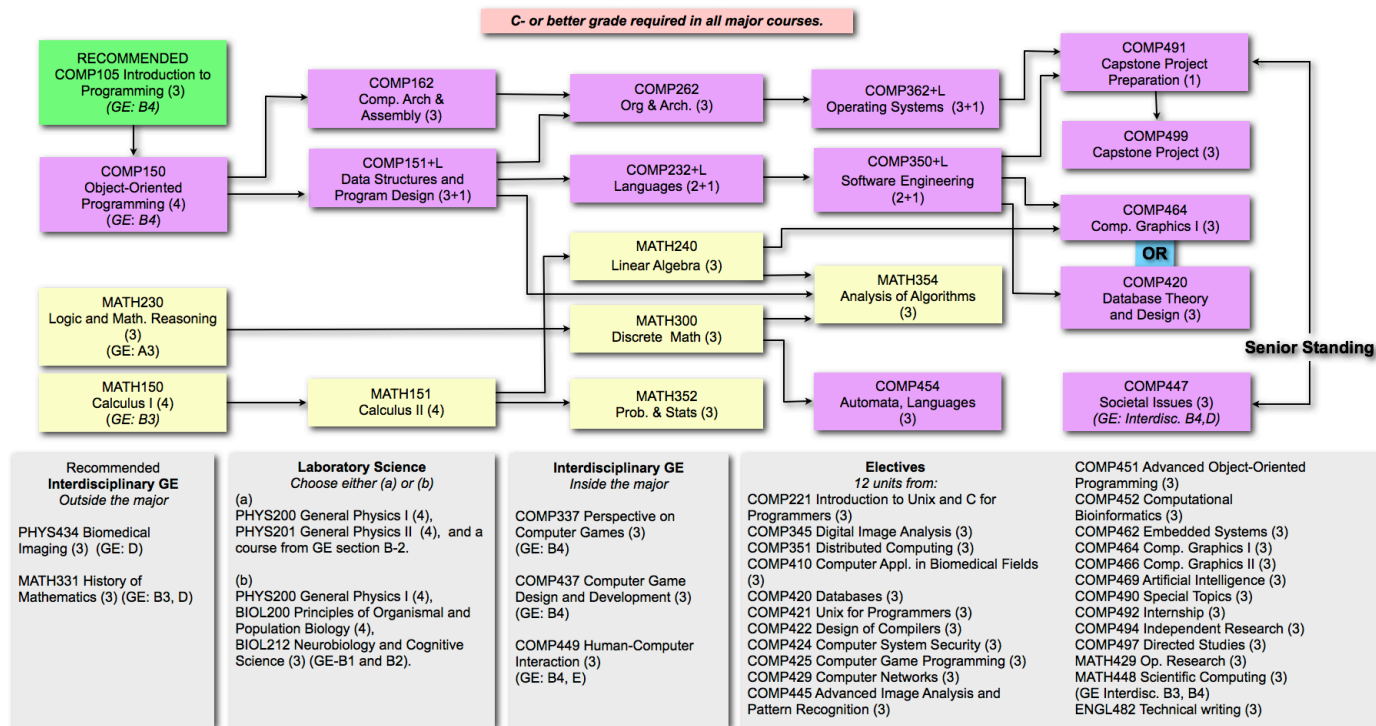 C- or better grade required in all major courses.
RECOMMENDED
COMP105 Introduction to
Programming (3)
(GE: B4)
COMP150
Object-Oriented
Programming (4)
(GE: B4)
COMP162
Comp. Arch &
Assembly (3)
COMP151+L
Data Structures and
Program Design (3+1)
COMP262
Org & Arch. (3)
COMP232+L
Languages (2+1)
COMP362+L
Operating Systems (3+1)
COMP350+L
Software Engineering
(2+1)
COMP491
Capstone Project
Preparation (1)
COMP499
Capstone Project (3)
COMP464
Comp. Graphics I (3)
OR
COMP420
Database Theory
and Design (3)
MATH240
Linear Algebra (3)
MATH354
Analysis of Algorithms
(3)
MATH230
Logic and Math. Reasoning
(3)
(GE: A3)
MATH300
Discrete Math (3)
Senior Standing
MATH150
Calculus I (4)
(GE: B3)
MATH151
Calculus II (4)
MATH352
Prob. & Stats (3)
COMP454
Automata, Languages
(3)
COMP447
Societal Issues (3)
(GE: Interdisc. B4,D)
Recommended
Interdisciplinary GE
Outside the major
PHYS434 Biomedical
Imaging (3) (GE: D)
MATH331 History of
Mathematics (3) (GE: B3, D)
Laboratory Science
Choose either (a) or (b)
(a)
PHYS200 General Physics I (4),
PHYS201 General Physics II (4), and a
course from GE section B-2.
(b)
PHYS200 General Physics I (4),
BIOL200 Principles of Organismal and
Population Biology (4),
BIOL212 Neurobiology and Cognitive
Science (3) (GE-B1 and B2).
Interdisciplinary GE
Inside the major
COMP337 Perspective on
Computer Games (3)
(GE: B4)
COMP437 Computer Game
Design and Development (3)
(GE: B4)
COMP449 Human-Computer
Interaction (3)
(GE: B4, E)
Electives
12 units from:
COMP221 Introduction to Unix and C for
Programmers (3)
COMP345 Digital Image Analysis (3)
COMP351 Distributed Computing (3)
COMP410 Computer Appl. in Biomedical Fields
(3)
COMP420 Databases (3)
COMP421 Unix for Programmers (3)
COMP422 Design of Compilers (3)
COMP424 Computer System Security (3)
COMP425 Computer Game Programming (3)
COMP429 Computer Networks (3)
COMP445 Advanced Image Analysis and
Pattern Recognition (3)
COMP451 Advanced Object-Oriented
Programming (3)
COMP452 Computational
Bioinformatics (3)
COMP462 Embedded Systems (3)
COMP464 Comp. Graphics I (3)
COMP466 Comp. Graphics II (3)
COMP469 Artificial Intelligence (3)
COMP490 Special Topics (3)
COMP492 Internship (3)
COMP494 Independent Research (3)
COMP497 Directed Studies (3)
MATH429 Op. Research (3)
MATH448 Scientific Computing (3)
(GE Interdisc. B3, B4)
ENGL482 Technical writing (3)